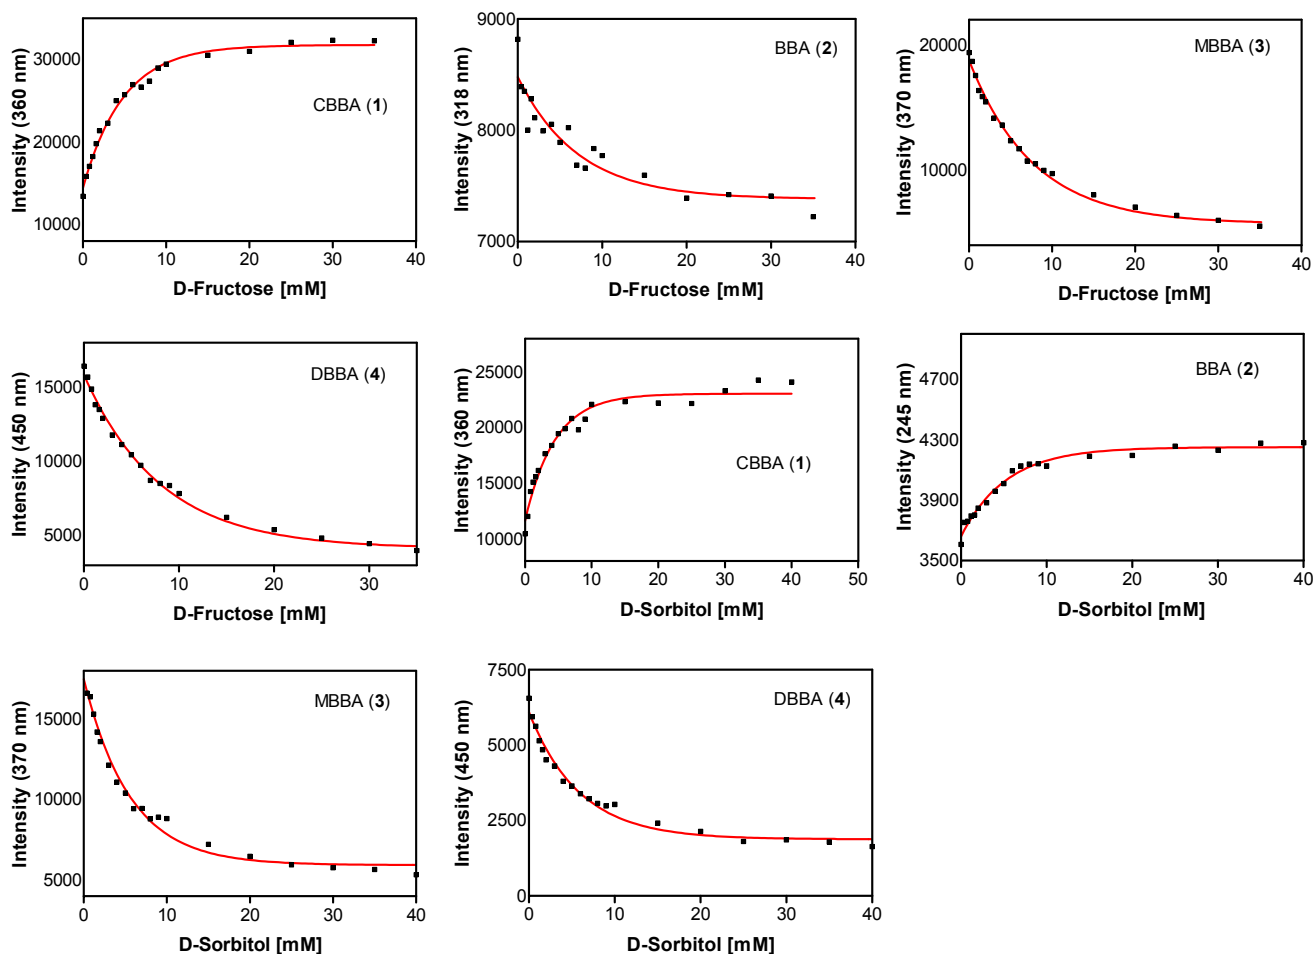 Intensity (360 nm)
30000
20000
10000
CBBA (1)
0 10 20 30 40
D-Fructose [mM]
Intensity (318 nm)
9000
8000
7000
BBA (2)
0 10 20 30 40
D-Fructose [mM]
Intensity (370 nm)
20000
10000
MBBA (3)
0 10 20 30 40
D-Fructose [mM]
Intensity (450 nm)
15000
10000
5000
DBBA (4)
0 10 20 30
D-Fructose [mM]
Intensity (360 nm)
25000
20000
15000
10000
CBBA (1)
0 10 20 30 40 50
D-Sorbitol [mM]
Intensity (245 nm)
4700
4300
3900
3500
BBA (2)
0 10 20 30 40
D-Sorbitol [mM]
Intensity (370 nm)
15000
10000
5000
MBBA (3)
0 10 20 30 40
D-Sorbitol [mM]
Intensity (450 nm)
7500
5000
2500
0
DBBA (4)
0 10 20 30 40
D-Sorbitol [mM]